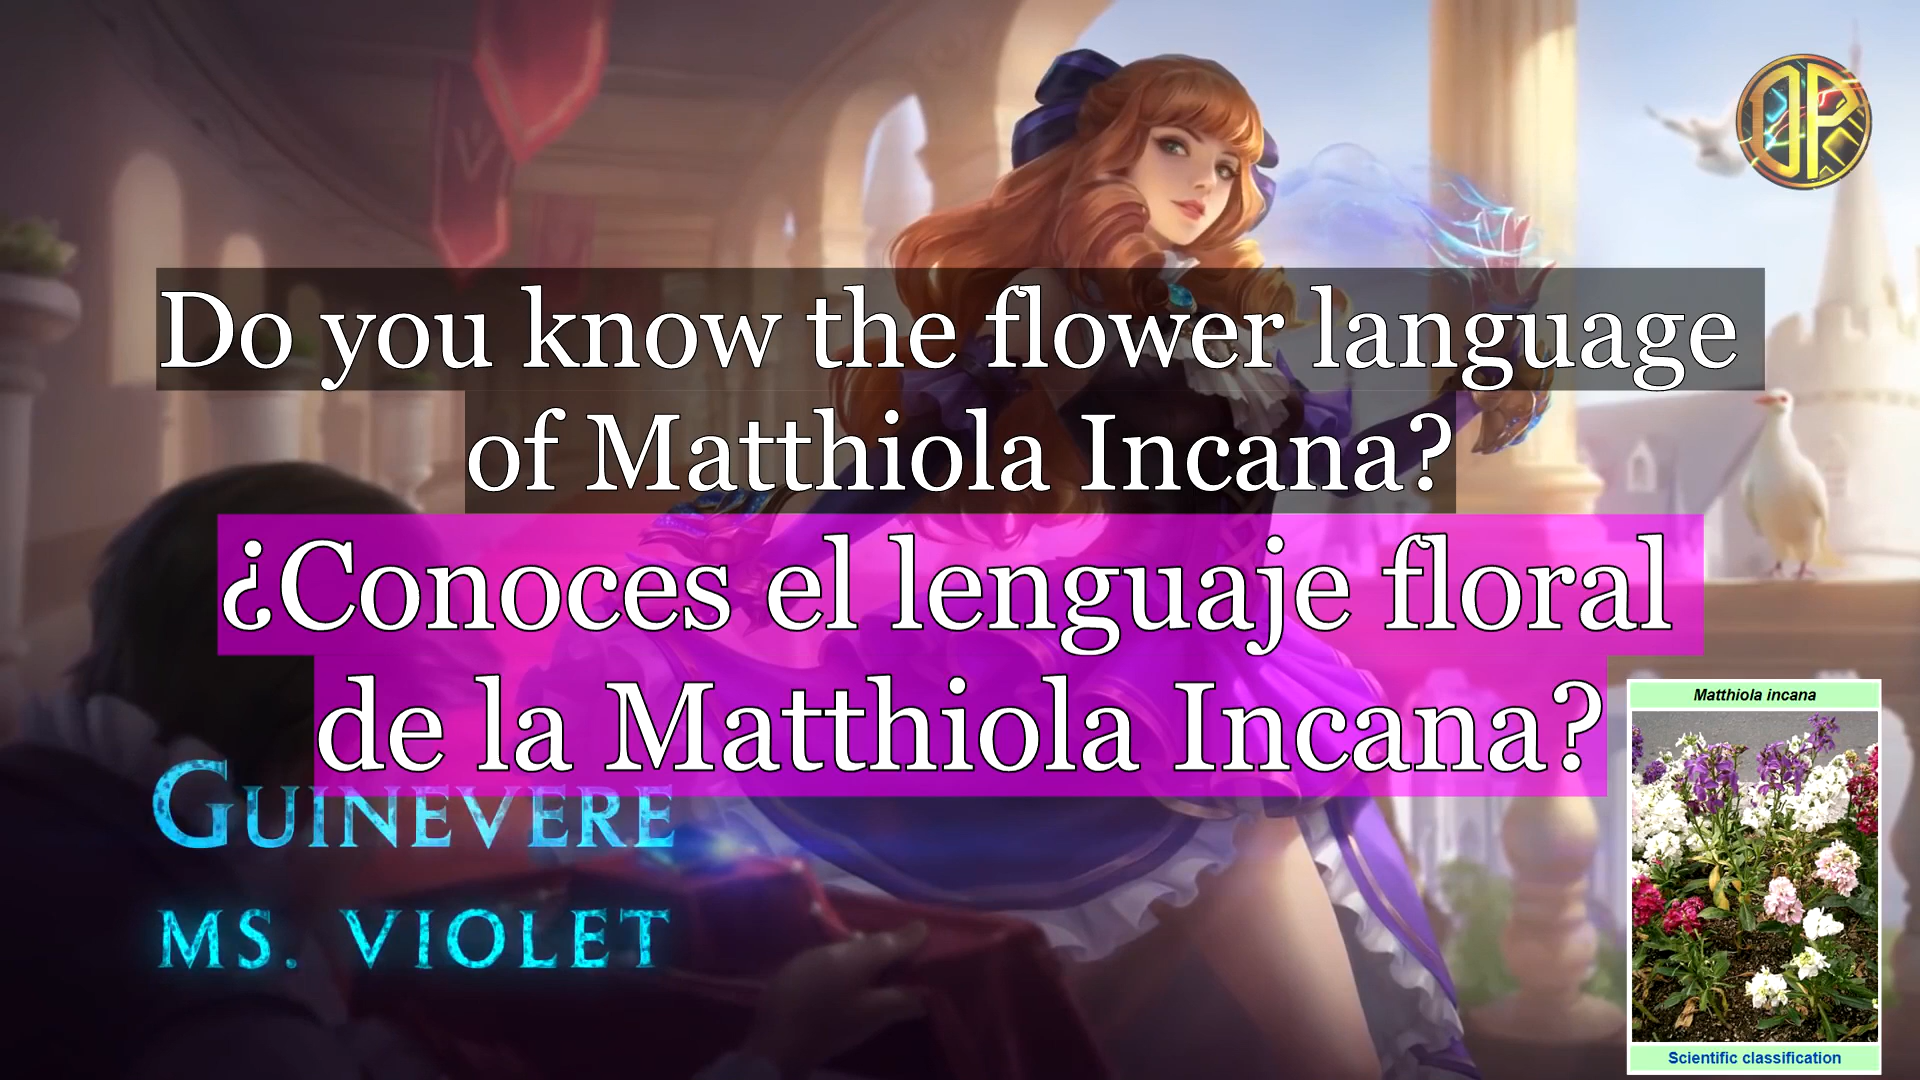 OP
Do you know the flower language
of Matthiola Incana?
¿Conoces el lenguaje floral
de la Matthiola Incana?
GUINEVERE
MS. VIOLET
Matthiola incana
Scientific classification